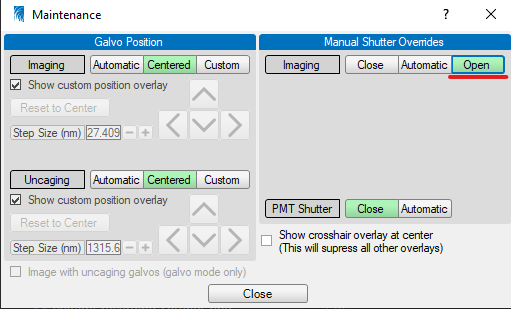 Maintenance
Galvo Position
Imaging Automatic Centered Custom
Show custom position overlay
Reset to Center
Step Size (nm) 27.409
Uncaging Automatic Centered Custom
Show custom position overlay
Reset to Center
Step Size (nm) 1315.6
Image with uncaging galvos (galvo mode only)
Manual Shutter Overrides
Imaging Close Automatic Open
PMT Shutter Close Automatic
Show crosshair overlay at center
(This will supress all other overlays)
Close